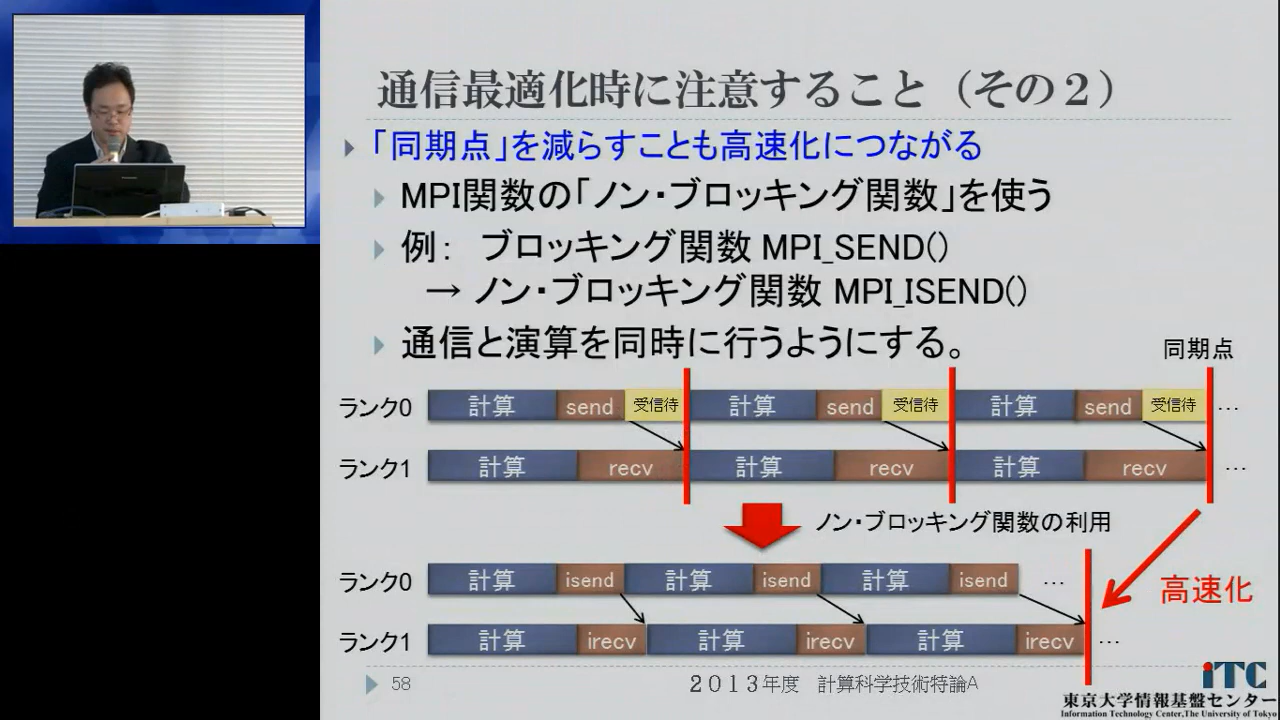 通信最適化時に注意すること（その２）
「同期点」を減らすことも高速化につながる
MPI関数の「ノン・ブロッキング関数」を使う
例： ブロッキング関数 MPI_SEND()
→ ノン・ブロッキング関数 MPI_ISEND()
通信と演算を同時に行うようにする。
同期点
ランク0 計算 send 受信待 計算 send 受信待 計算 send 受信待 …
ランク1 計算 recv 計算 recv 計算 recv …
ノン・ブロッキング関数の利用
ランク0 計算 isend 計算 isend 計算 isend …
高速化
ランク1 計算 irecv 計算 irecv 計算 irecv …
58
２０１３年度 計算科学技術特論A
iTC
東京大学情報基盤センター
Information Technology Center,The University of Tokyo